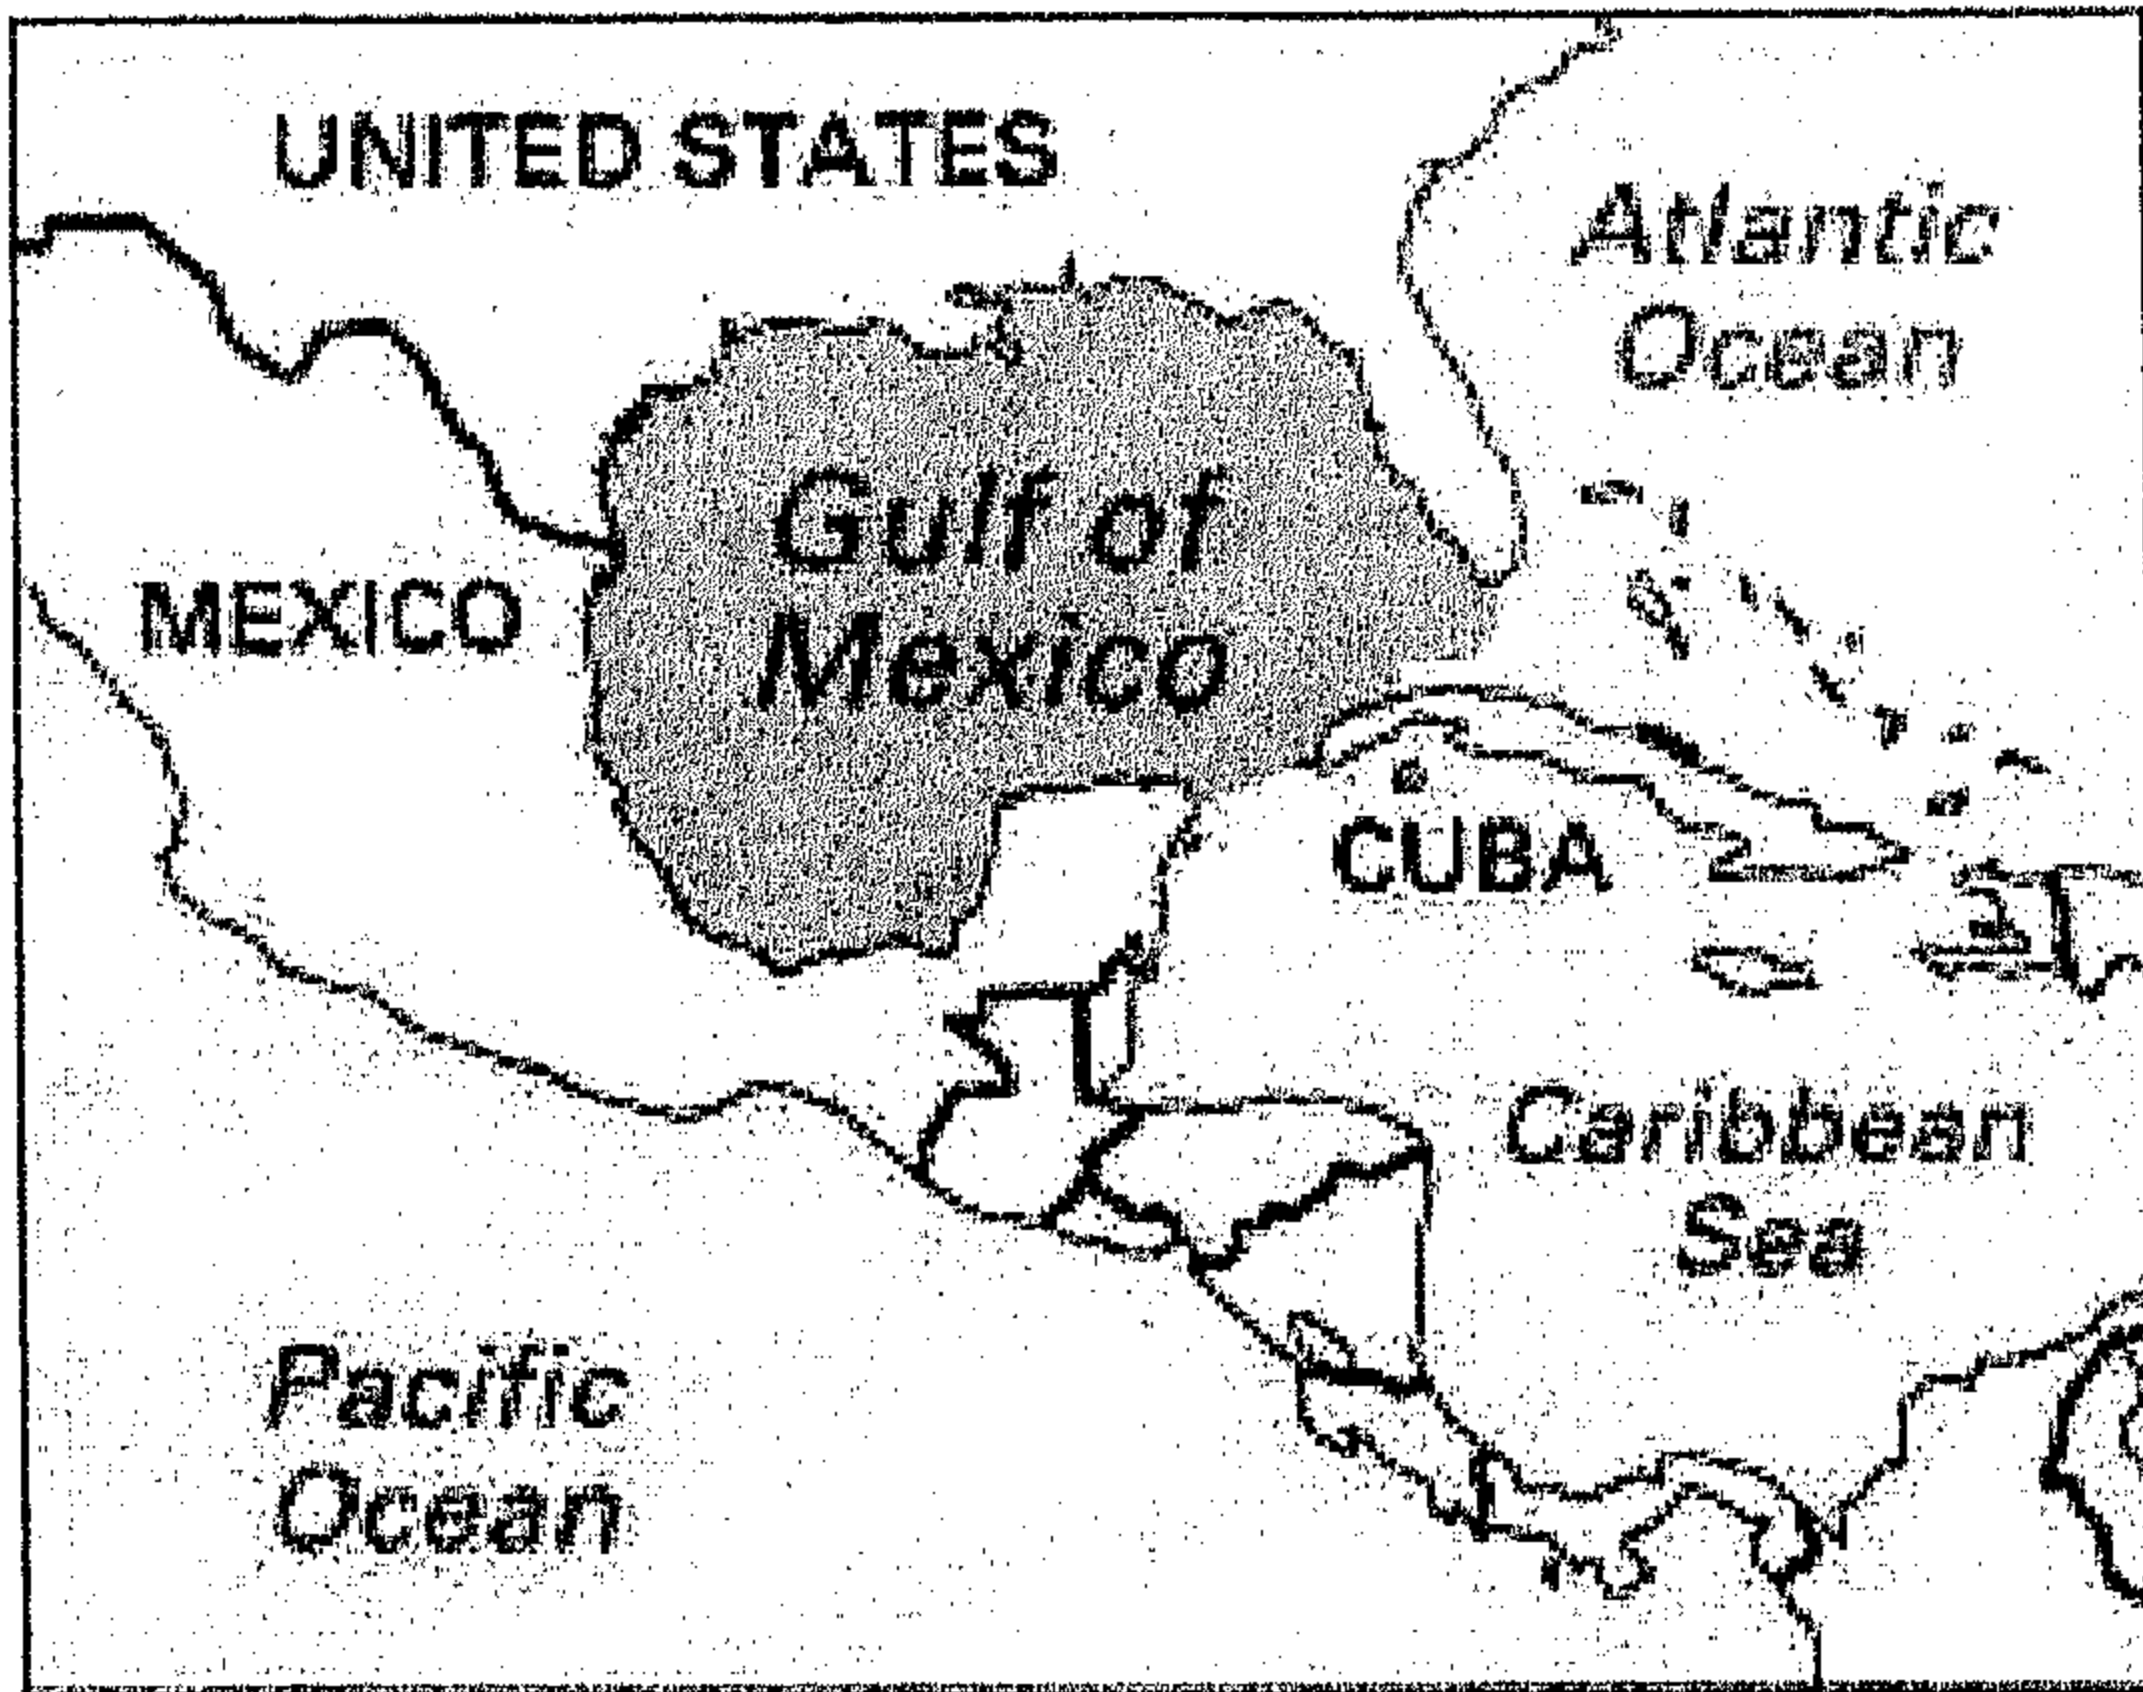 UNITED STATES
Atlantic
Ocean
Gulf of
Mexico
MEXICO
CUBA
Caribbean
Sea
Pacific
Ocean